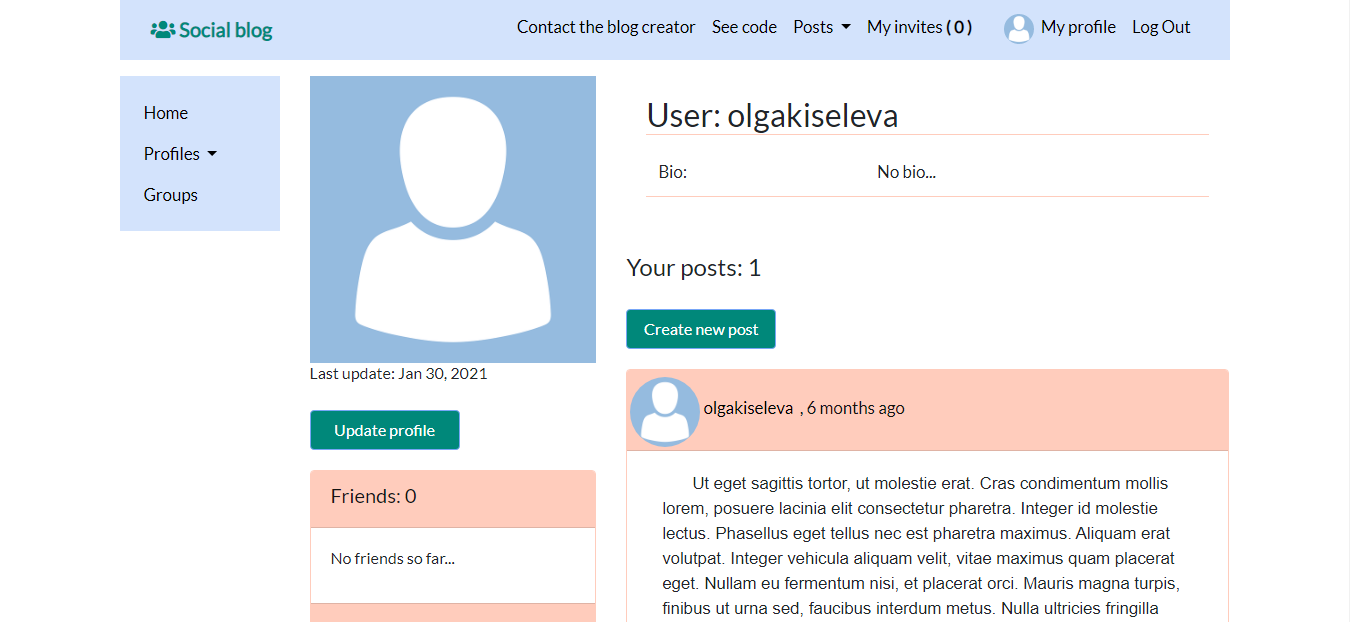 Social blog
Contact the blog creator
See code
Posts
My invites (0)
My profile
Log Out
Home
Profiles
Groups
Last update: Jan 30, 2021
Update profile
Friends: 0
No friends so far...
User: olgakiseleva
Bio:
No bio...
Your posts: 1
Create new post
olgakiseleva , 6 months ago
Ut eget sagittis tortor, ut molestie erat. Cras condimentum mollis
lorem, posuere lacinia elit consectetur pharetra. Integer id molestie
lectus. Phasellus eget tellus nec est pharetra maximus. Aliquam erat
volutpat. Integer vehicula aliquam velit, vitae maximus quam placerat
eget. Nullam eu fermentum nisi, et placerat orci. Mauris magna turpis,
finibus ut urna sed, faucibus interdum metus. Nulla ultricies fringilla